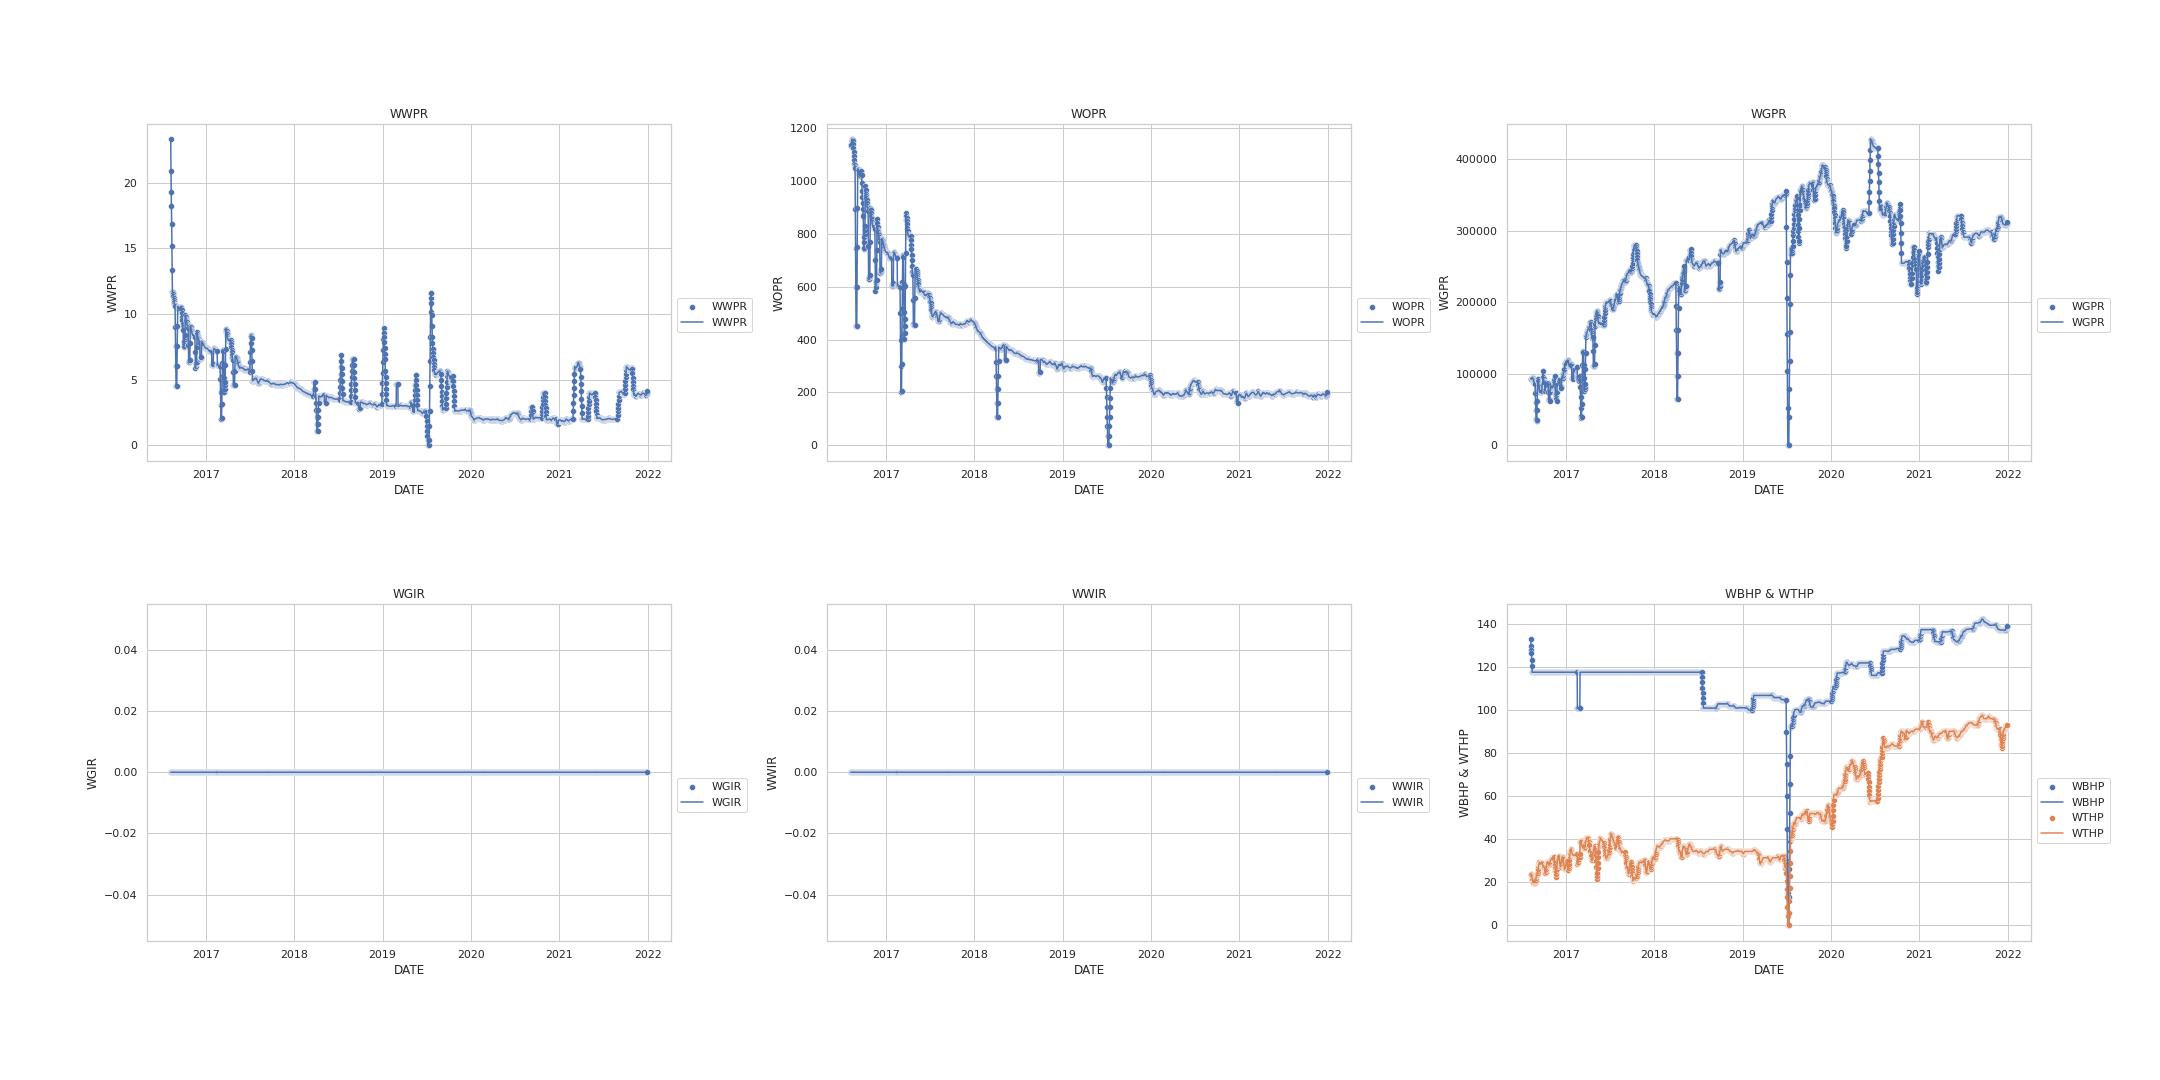 WWPR
WWPR
20
15
10
5
0
2017 2018 2019 2020 2021 2022
DATE
WWPR
WWPR
WOPR
WOPR
1200
1000
800
600
400
200
0
2017 2018 2019 2020 2021 2022
DATE
WOPR
WOPR
WGPR
WGPR
400000
300000
200000
100000
0
2017 2018 2019 2020 2021 2022
DATE
WGPR
WGPR
WGIR
WGIR
0.04
0.02
0.00
−0.02
−0.04
2017 2018 2019 2020 2021 2022
DATE
WGIR
WGIR
WWIR
WWIR
0.04
0.02
0.00
−0.02
−0.04
2017 2018 2019 2020 2021 2022
DATE
WWIR
WWIR
WBHP & WTHP
WBHP & WTHP
140
120
100
80
60
40
20
0
2017 2018 2019 2020 2021 2022
DATE
WBHP
WBHP
WTHP
WTHP